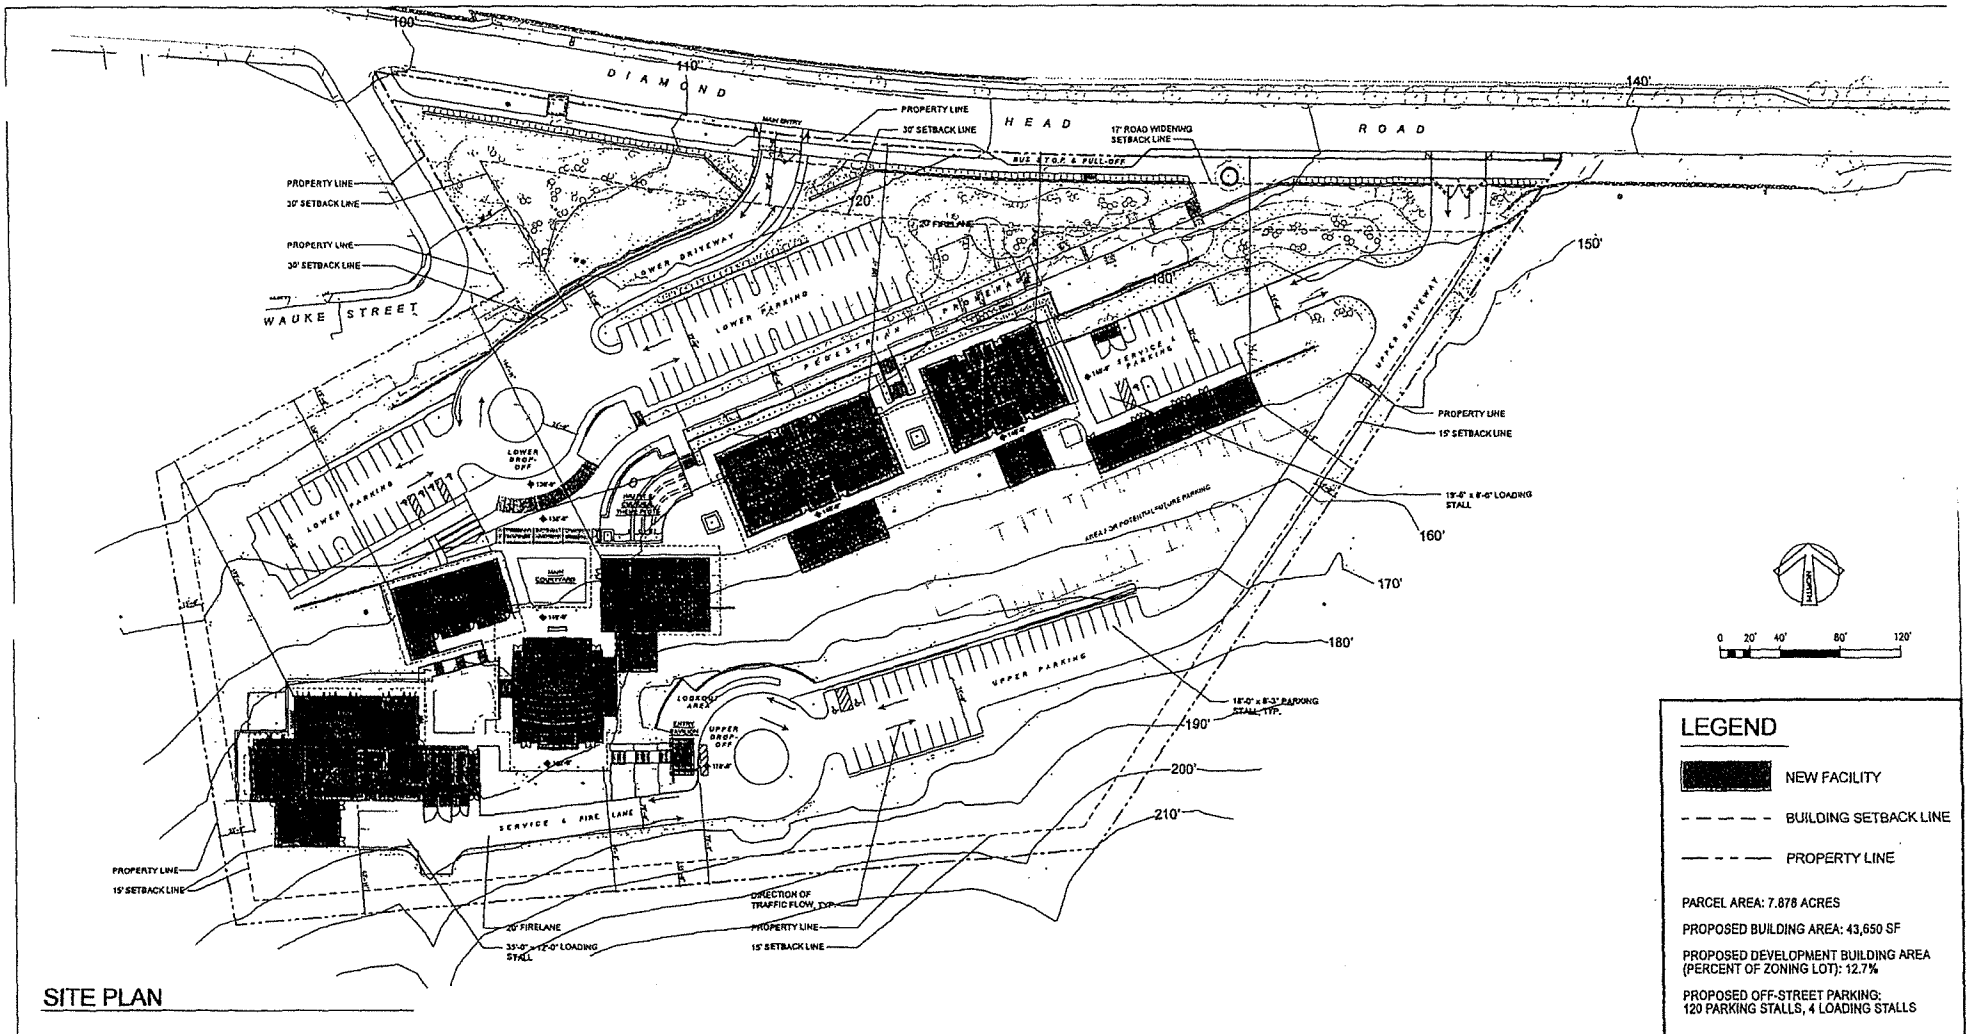 100'
110'
140'
DIAMOND
HEAD
ROAD
PROPERTY LINE
30' SETBACK LINE
17' ROAD WIDENING
SETBACK LINE
MAIN ENTRY
BUS STOP & PULL-OFF
PROPERTY LINE
30' SETBACK LINE
120'
20' FIRELANE
150'
PROPERTY LINE
30' SETBACK LINE
LOWER DRIVEWAY
130'
WAUKE STREET
LOWER PARKING
PEDESTRIAN PROMENADE
SERVICE &
PARKING
UPPER DRIVEWAY
PROPERTY LINE
15' SETBACK LINE
LOWER
DROP-
OFF
LOWER PARKING
19'-6" x 8'-6" LOADING
STALL
AREA FOR POTENTIAL FUTURE PARKING
160'
MAIN
COURTYARD
170'
NORTH
180'
0 20' 40' 80' 120'
UPPER PARKING
LOOKOUT
AREA
18'-0" x 8'-3" PARKING
STALL, TYP.
190'
ENTRY
PAVILION
UPPER
DROP-
OFF
200'
210'
SERVICE & FIRE LANE
PROPERTY LINE
15' SETBACK LINE
DIRECTION OF
TRAFFIC FLOW, TYP.
20' FIRELANE
PROPERTY LINE
35'-0" x 12'-0" LOADING
STALL
15' SETBACK LINE
SITE PLAN
LEGEND
NEW FACILITY
BUILDING SETBACK LINE
PROPERTY LINE
PARCEL AREA: 7.878 ACRES
PROPOSED BUILDING AREA: 43,650 SF
PROPOSED DEVELOPMENT BUILDING AREA
(PERCENT OF ZONING LOT): 12.7%
PROPOSED OFF-STREET PARKING:
120 PARKING STALLS, 4 LOADING STALLS